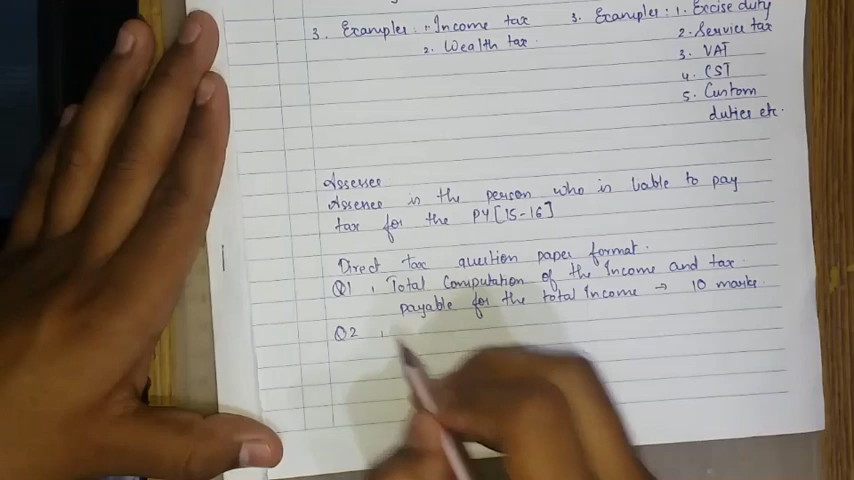 3. Examples: 1. Income tax
2. Wealth tax.
3. Examples: 1. Excise duty
2. Service tax
3. VAT
4. CST
5. Custom
duties etc.
Assessee
Assessee is the person who is liable to pay
tax for the PY [15-16]
Direct tax question paper format.
Q1, Total Computation of the Income and tax
payable for the total Income → 10 marks.
Q2,